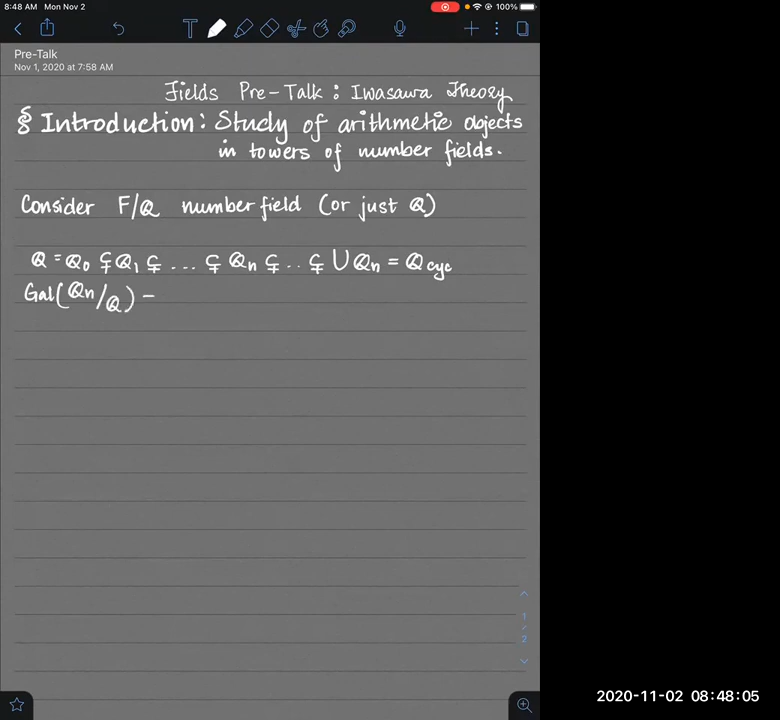 8:48 AM Mon Nov 2
100%
T
Pre-Talk
Nov 1, 2020 at 7:58 AM
Fields Pre-Talk : Iwasawa Theory
§ Introduction: Study of arithmetic objects
in towers of number fields.
Consider F/Q number field (or just Q)
Q = Q₀ ⊊ Q₁ ⊊ ... ⊊ Qn ⊊ .. ⊊ ∪ Qn = Q cyc
Gal(Qn/Q) –
1
/
2
2020-11-02 08:48:05